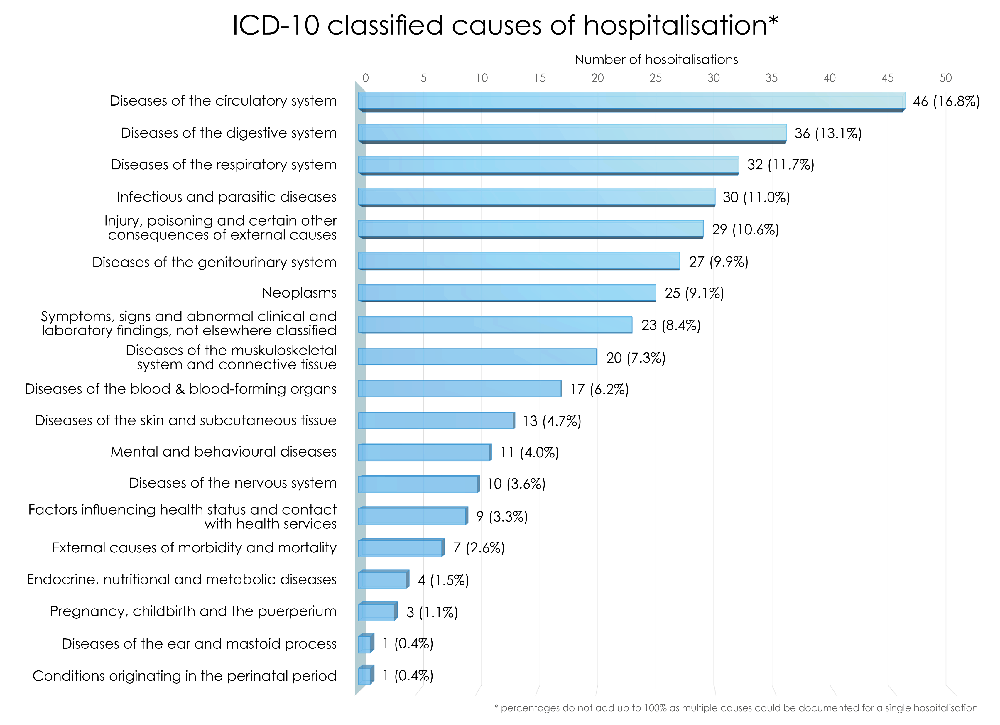 ICD-10 classified causes of hospitalisation*
Number of hospitalisations
0 5 10 15 20 25 30 35 40 45 50
Diseases of the circulatory system 46 (16.8%)
Diseases of the digestive system 36 (13.1%)
Diseases of the respiratory system 32 (11.7%)
Infectious and parasitic diseases 30 (11.0%)
Injury, poisoning and certain other
consequences of external causes 29 (10.6%)
Diseases of the genitourinary system 27 (9.9%)
Neoplasms 25 (9.1%)
Symptoms, signs and abnormal clinical and
laboratory findings, not elsewhere classified 23 (8.4%)
Diseases of the muskuloskeletal
system and connective tissue 20 (7.3%)
Diseases of the blood & blood-forming organs 17 (6.2%)
Diseases of the skin and subcutaneous tissue 13 (4.7%)
Mental and behavioural diseases 11 (4.0%)
Diseases of the nervous system 10 (3.6%)
Factors influencing health status and contact
with health services 9 (3.3%)
External causes of morbidity and mortality 7 (2.6%)
Endocrine, nutritional and metabolic diseases 4 (1.5%)
Pregnancy, childbirth and the puerperium 3 (1.1%)
Diseases of the ear and mastoid process 1 (0.4%)
Conditions originating in the perinatal period 1 (0.4%)
* percentages do not add up to 100% as multiple causes could be documented for a single hospitalisation